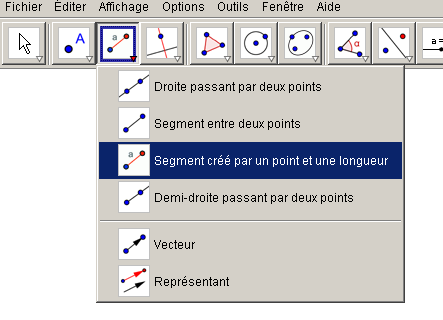 Fichier Éditer Affichage Options Outils Fenêtre Aide
A a α a=
Droite passant par deux points
Segment entre deux points
a Segment créé par un point et une longueur
Demi-droite passant par deux points
Vecteur
Représentant